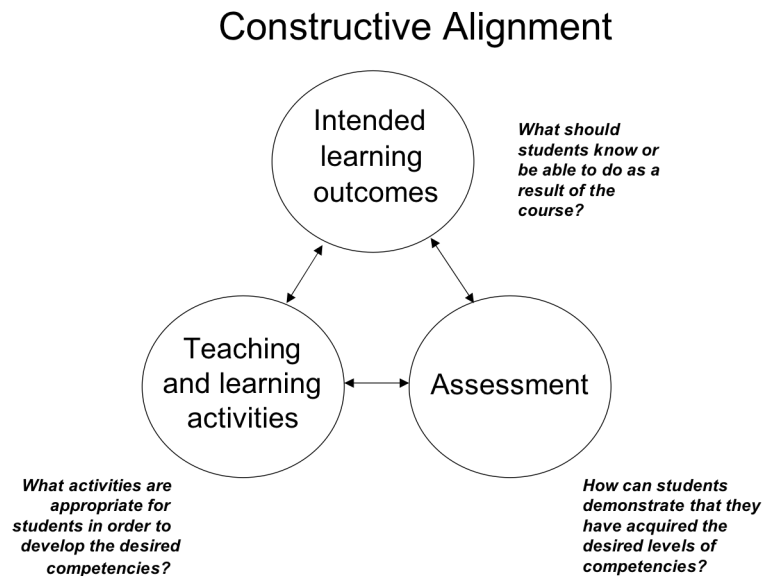 Constructive Alignment
Intended
learning
outcomes
What should
students know or
be able to do as a
result of the
course?
Teaching
and learning
activities
Assessment
What activities are
appropriate for
students in order to
develop the desired
competencies?
How can students
demonstrate that they
have acquired the
desired levels of
competencies?